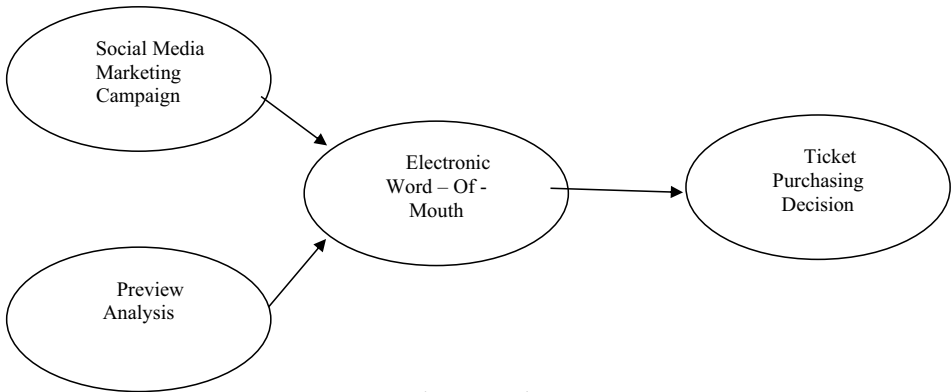 Social Media
Marketing
Campaign
Electronic
Word – Of -
Mouth
Ticket
Purchasing
Decision
Preview
Analysis